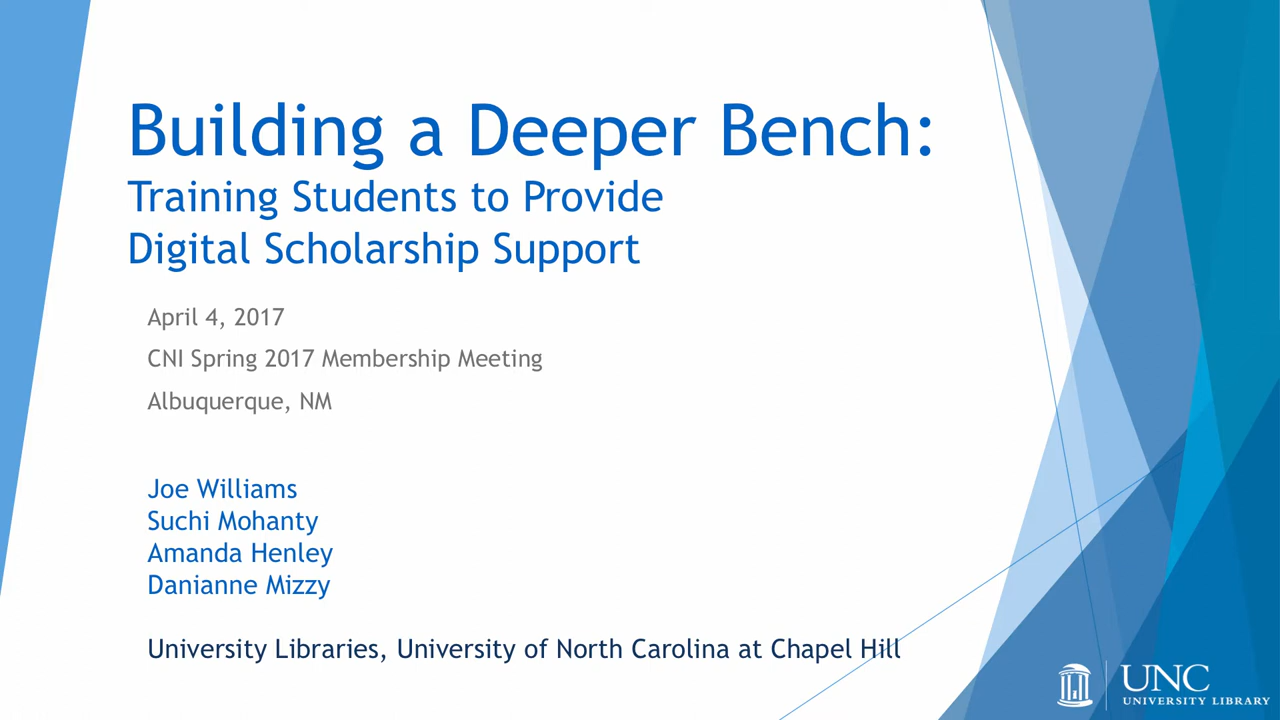 Building a Deeper Bench:
Training Students to Provide
Digital Scholarship Support
April 4, 2017
CNI Spring 2017 Membership Meeting
Albuquerque, NM
Joe Williams
Suchi Mohanty
Amanda Henley
Danianne Mizzy
University Libraries, University of North Carolina at Chapel Hill
UNC
UNIVERSITY LIBRARY